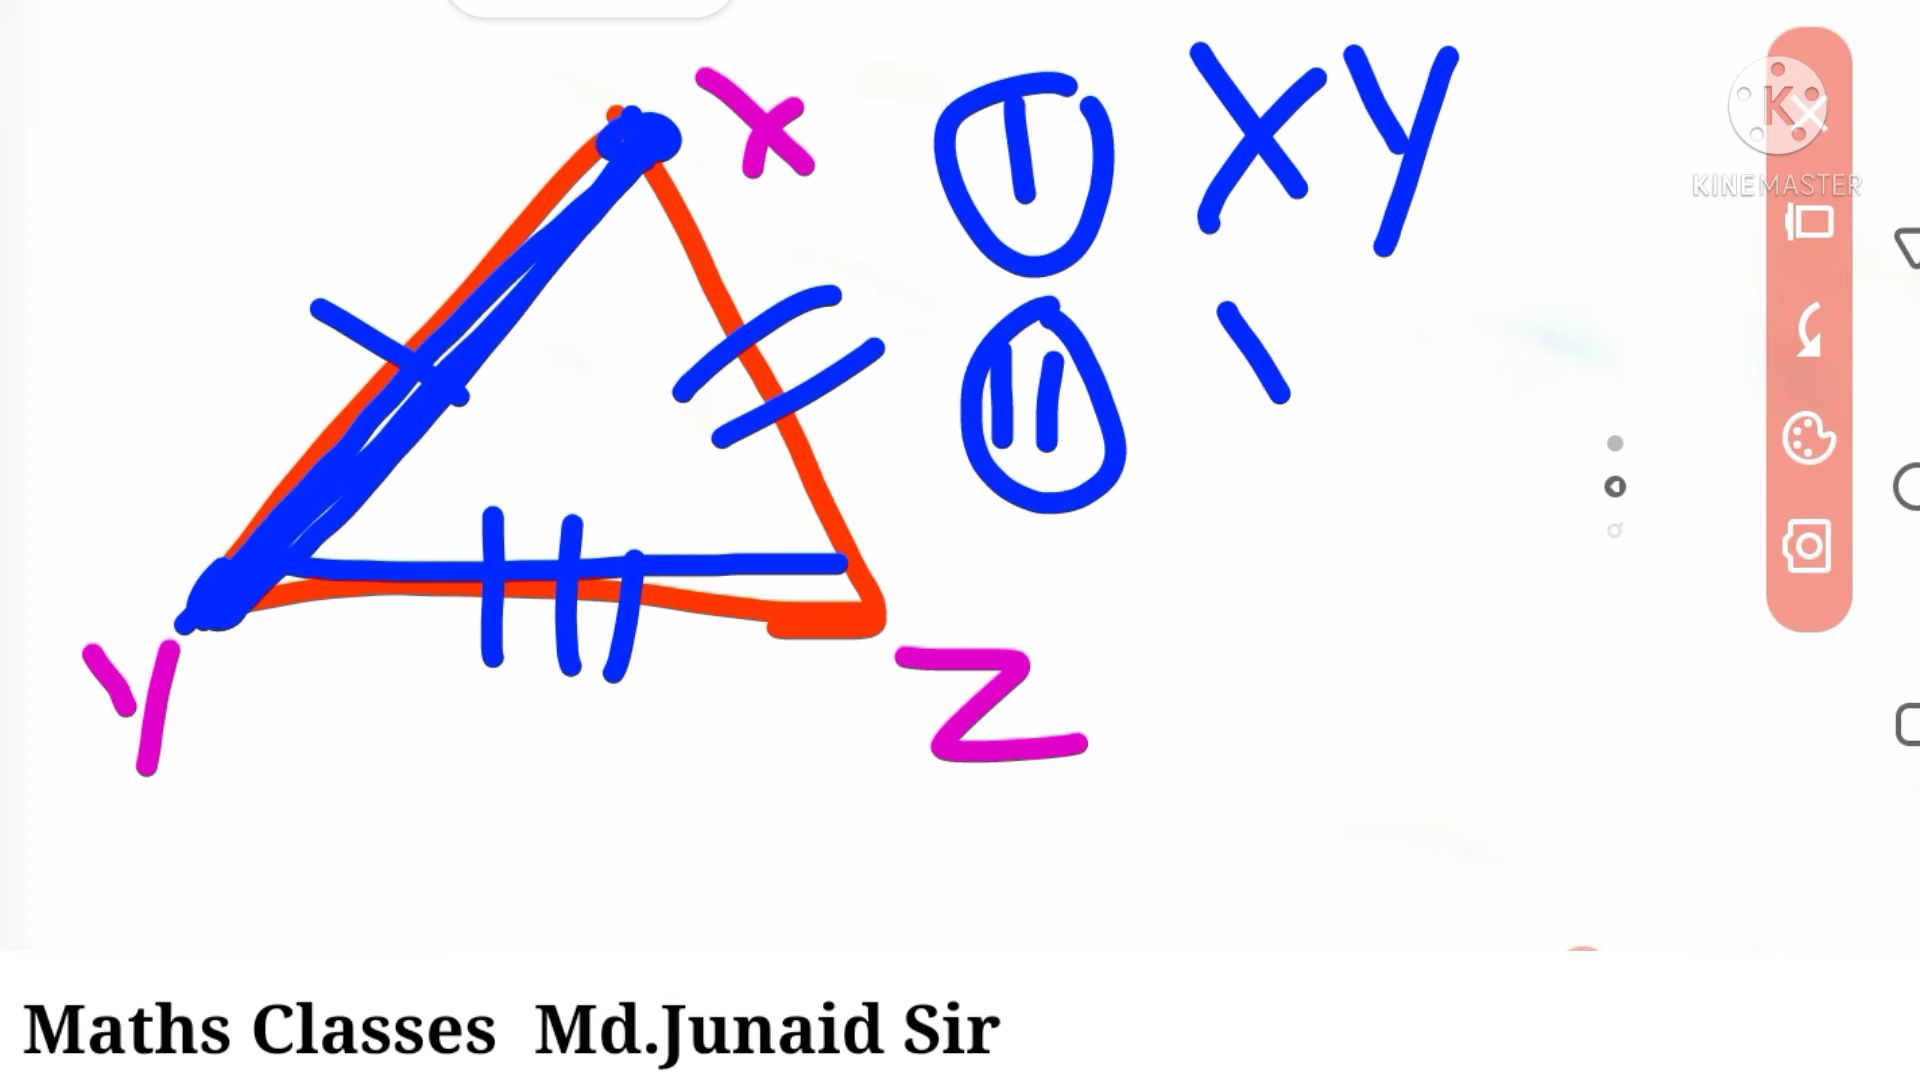 X
Ⓘ XY
KINEMASTER
Ⓘⓘ \
Y
Z
Maths Classes Md.Junaid Sir